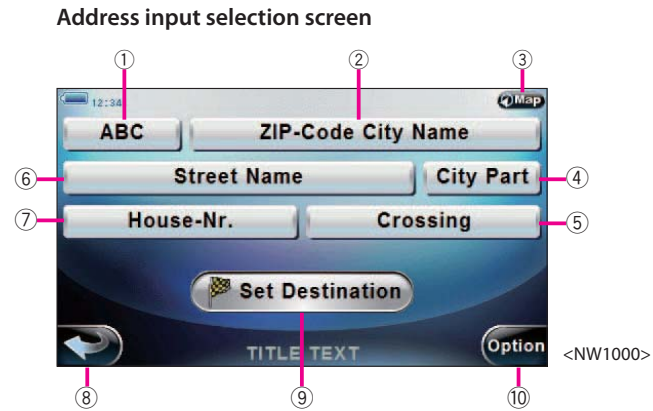 Address input selection screen
① ② ③
12:34 Map
ABC ZIP-Code City Name
⑥ Street Name City Part ④
⑦ House-Nr. Crossing ⑤
Set Destination
TITLE TEXT Option <NW1000>
⑧ ⑨ ⑩